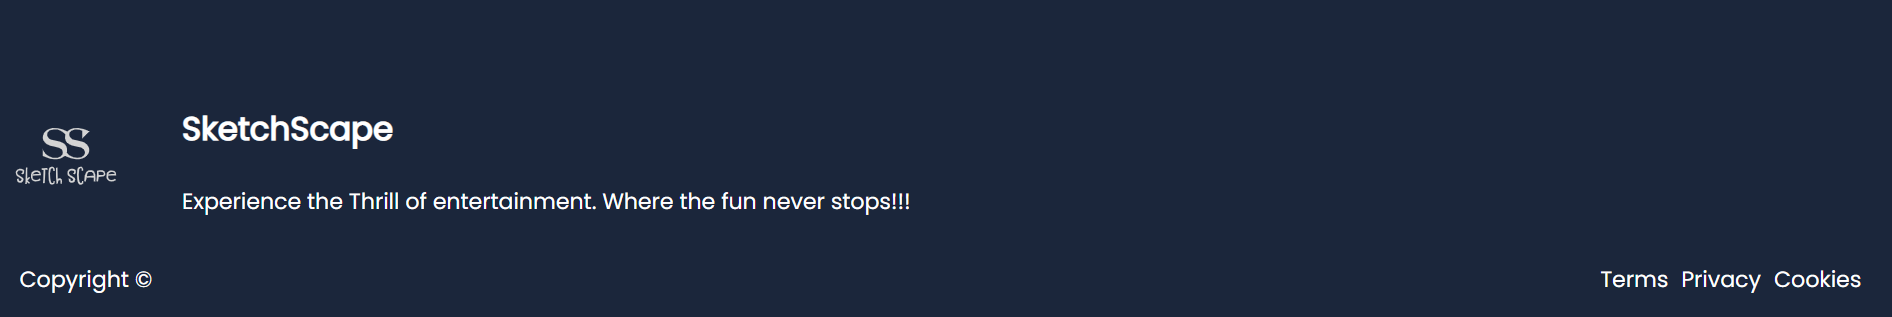 SS
SKETCH SCAPE
SketchScape
Experience the Thrill of entertainment. Where the fun never stops!!!
Copyright ©
Terms Privacy Cookies